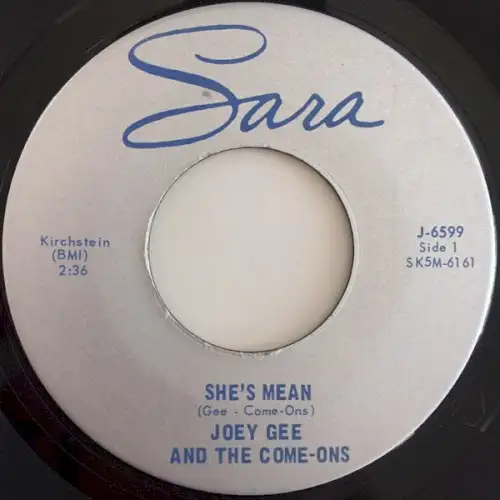 Sara
Kirchstein
(BMI)
2:36
J-6599
Side 1
SK5M-6161
SHE'S MEAN
(Gee - Come-Ons)
JOEY GEE
AND THE COME-ONS